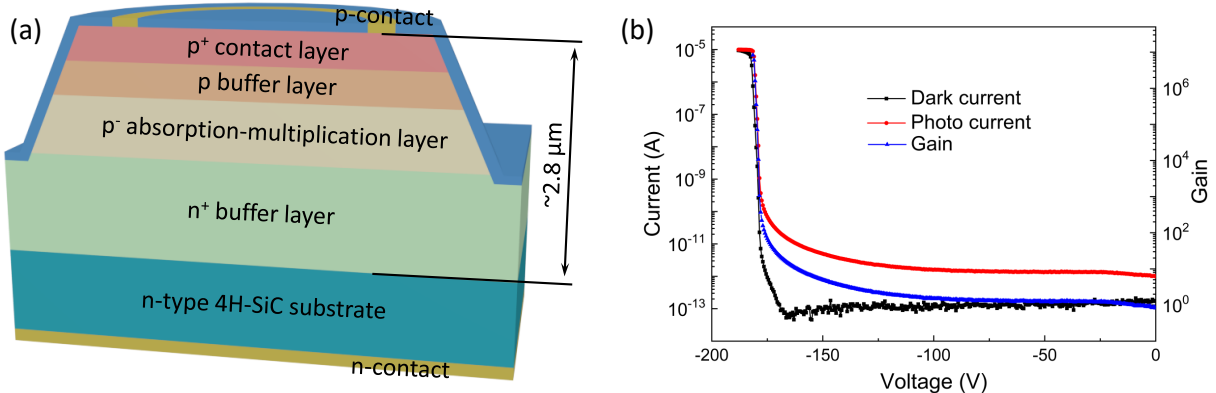 (a)
p-contact
p⁺ contact layer
p buffer layer
p⁻ absorption-multiplication layer
n⁺ buffer layer
n-type 4H-SiC substrate
n-contact
~2.8 μm
(b)
Current (A)
10⁻⁵
10⁻⁷
10⁻⁹
10⁻¹¹
10⁻¹³
Dark current
Photo current
Gain
10⁶
10⁴
10²
10⁰
Gain
-200 -150 -100 -50 0
Voltage (V)